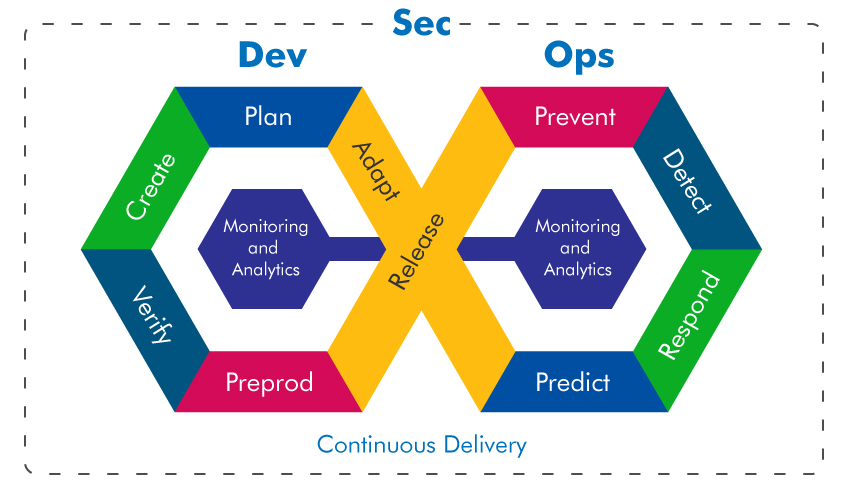 Sec
Dev
Ops
Plan
Adapt
Prevent
Create
Detect
Monitoring
and
Analytics
Release
Monitoring
and
Analytics
Verify
Respond
Preprod
Predict
Continuous Delivery